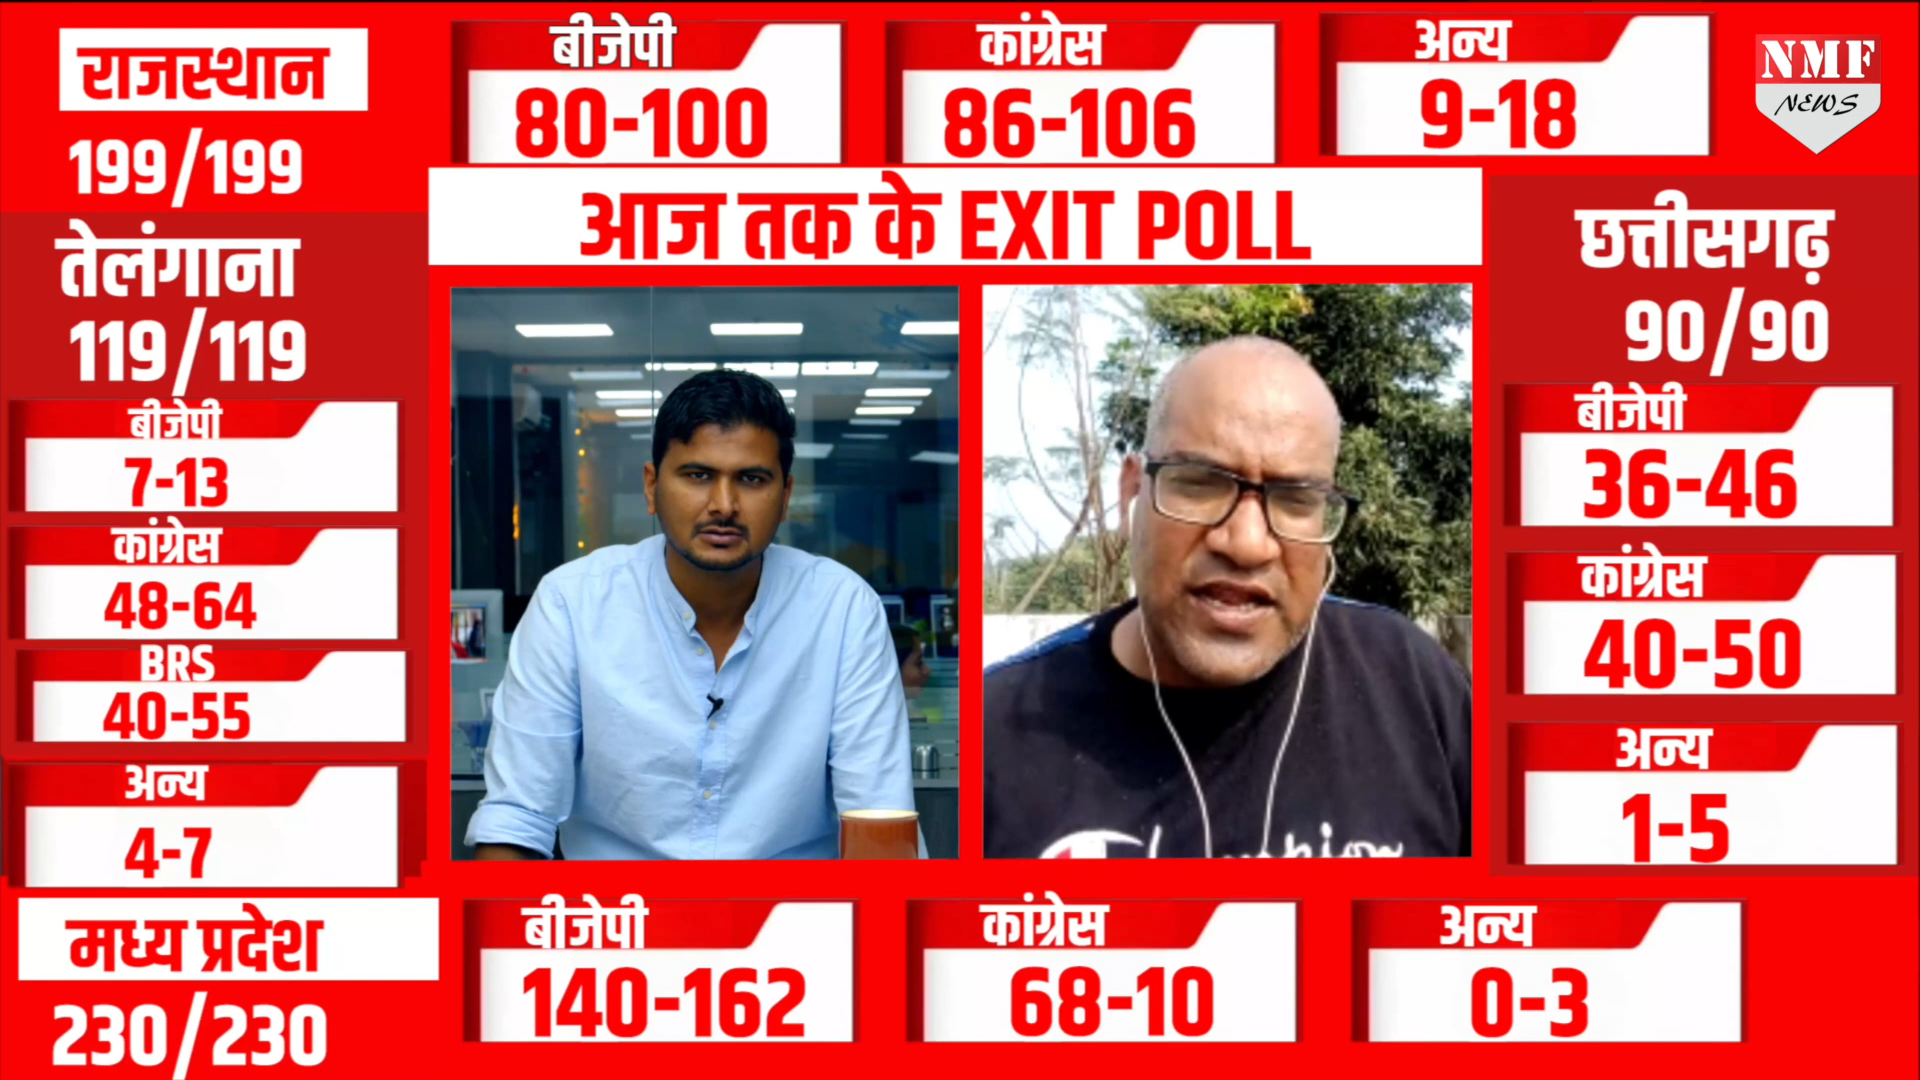 राजस्थान
199/199
बीजेपी
80-100
कांग्रेस
86-106
अन्य
9-18
NMF
NEWS
आज तक के EXIT POLL
तेलंगाना
119/119
बीजेपी
7-13
कांग्रेस
48-64
BRS
40-55
अन्य
4-7
छत्तीसगढ़
90/90
बीजेपी
36-46
कांग्रेस
40-50
अन्य
1-5
Champion
मध्य प्रदेश
230/230
बीजेपी
140-162
कांग्रेस
68-10
अन्य
0-3